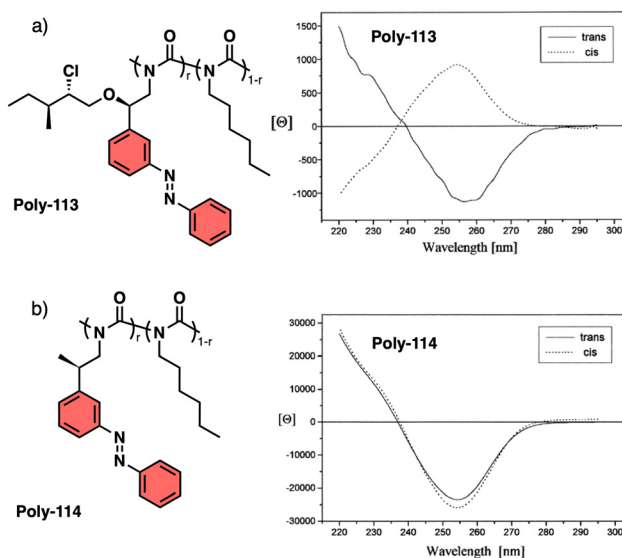 a)
Cl
O
N
O
r
N
O
1-r
N
N
Poly-113
Poly-113
trans
cis
[Θ]
1500
1000
500
0
-500
-1000
220 230 240 250 260 270 280 290 300
Wavelength [nm]
b)
N
O
r
N
O
1-r
N
N
Poly-114
Poly-114
trans
cis
[Θ]
30000
20000
10000
0
-10000
-20000
-30000
220 230 240 250 260 270 280 290 300
Wavelength [nm]